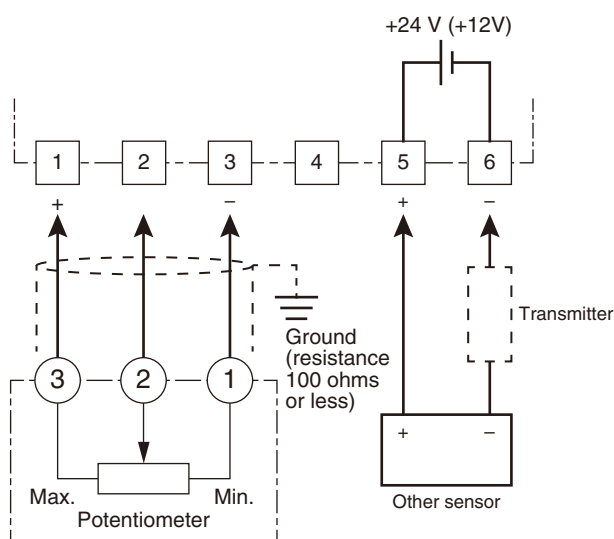 +24 V (+12V)
1 2 3 4 5 6
+ – + –
Transmitter
Ground
(resistance
100 ohms
or less)
3 2 1
+ –
Max. Min.
Potentiometer
Other sensor